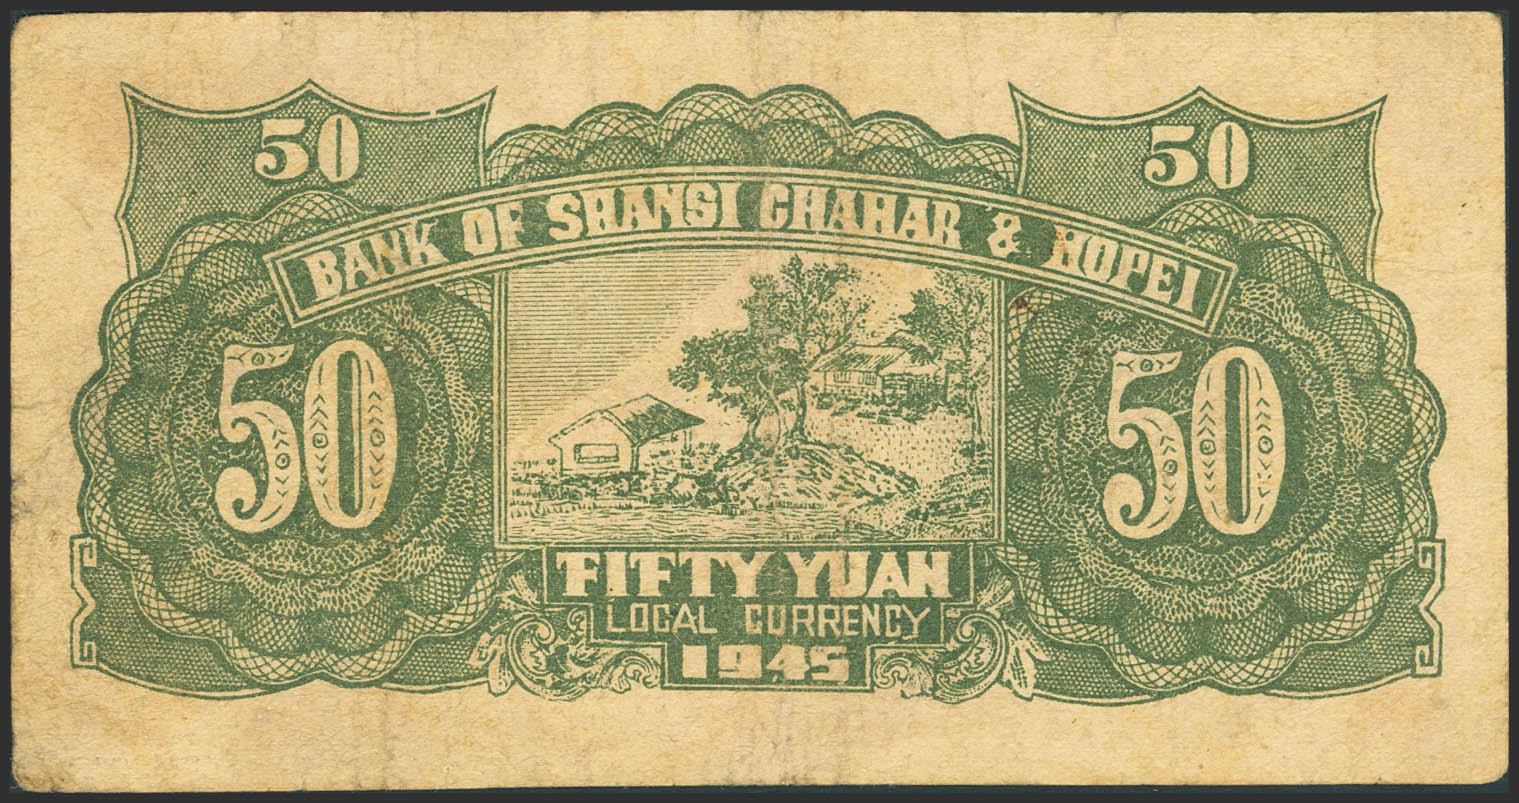 50 50
BANK OF SHANSI CHAHAR & HOPEI
50 50
FIFTY YUAN
LOCAL CURRENCY
1945